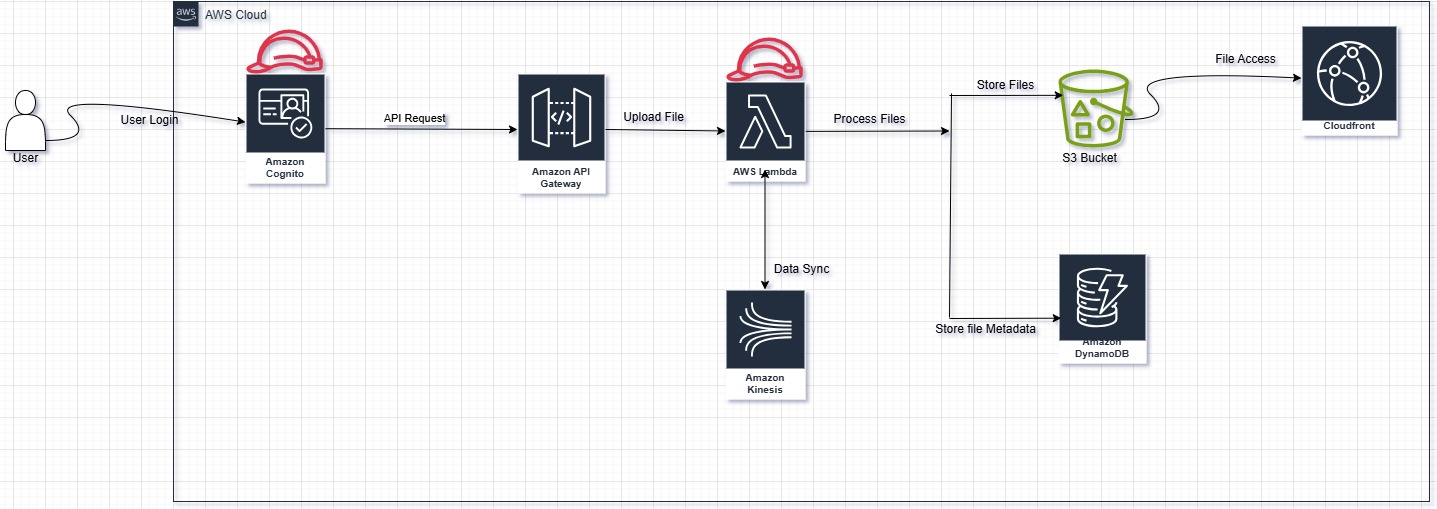 aws
AWS Cloud
User
User Login
Amazon
Cognito
API Request
Amazon API
Gateway
Upload File
AWS Lambda
Process Files
Data Sync
Amazon
Kinesis
Store Files
S3 Bucket
File Access
Cloudfront
Store file Metadata
Amazon
DynamoDB